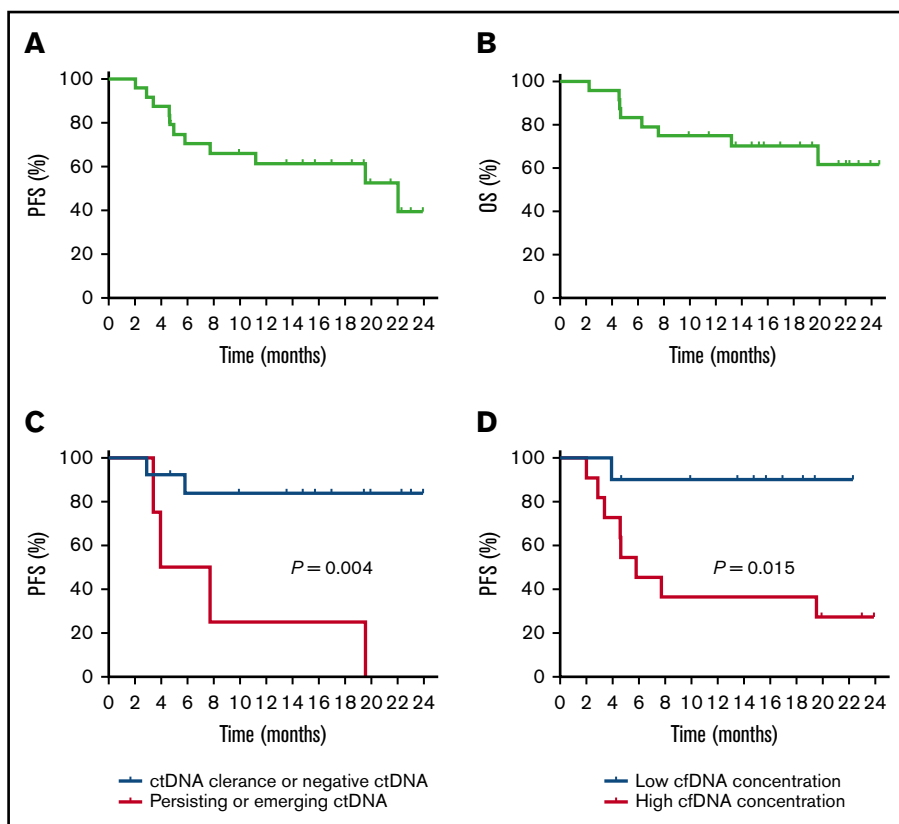 A
PFS (%)
100
80
60
40
20
0
0 2 4 6 8 10 12 14 16 18 20 22 24
Time (months)
B
OS (%)
100
80
60
40
20
0
0 2 4 6 8 10 12 14 16 18 20 22 24
Time (months)
C
PFS (%)
100
80
60
40
20
0
P = 0.004
0 2 4 6 8 10 12 14 16 18 20 22 24
Time (months)
ctDNA clerance or negative ctDNA
Persisting or emerging ctDNA
D
PFS (%)
100
80
60
40
20
0
P = 0.015
0 2 4 6 8 10 12 14 16 18 20 22 24
Time (months)
Low cfDNA concentration
High cfDNA concentration